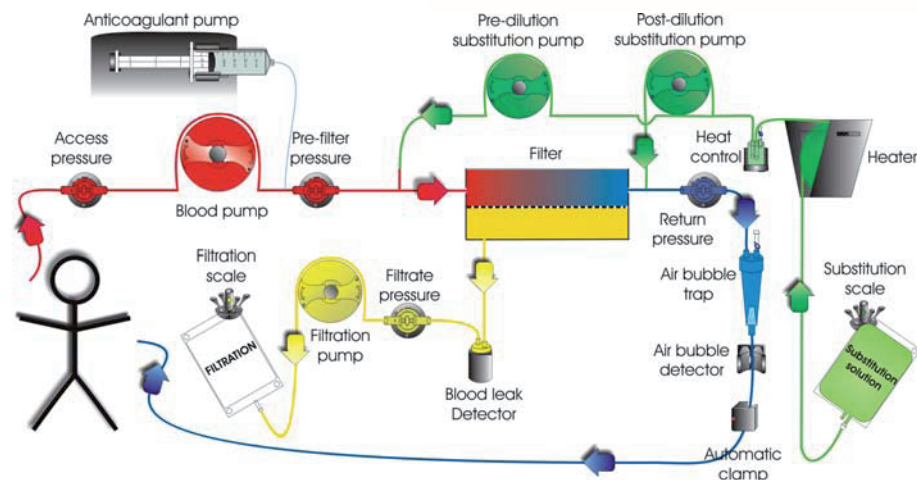 Anticoagulant pump
Pre-dilution
substitution pump
Post-dilution
substitution pump
Access
pressure
Pre-filter
pressure
Blood pump
Filter
Heat
control
Heater
Return
pressure
Filtration
scale
Filtrate
pressure
Air bubble
trap
Substitution
scale
FILTRATION
Filtration
pump
Blood leak
Detector
Air bubble
detector
Substitution
solution
Automatic
clamp